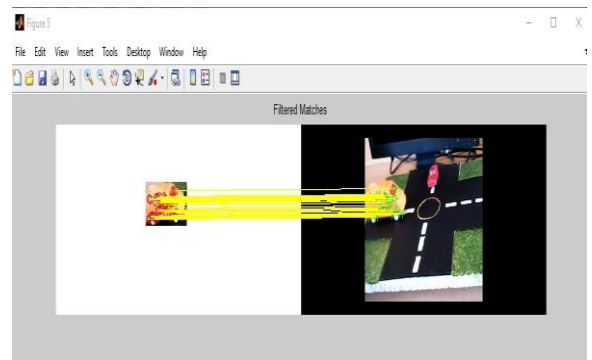 Figure 5
File Edit View Insert Tools Desktop Window Help
Filtered Matches